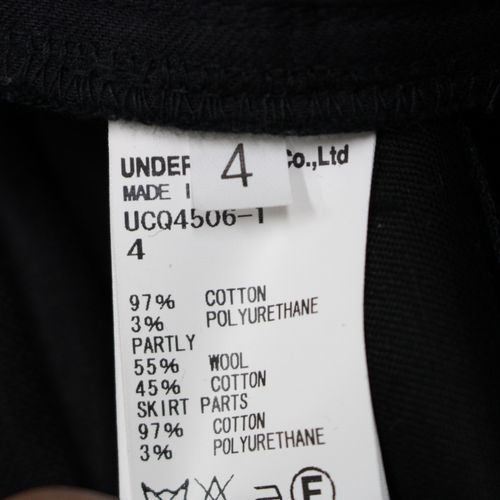 UNDER Co.,Ltd
4
MADE I
UCQ4506-1
4
97% COTTON
3% POLYURETHANE
PARTLY
55% WOOL
45% COTTON
SKIRT PARTS
97% COTTON
3% POLYURETHANE
F